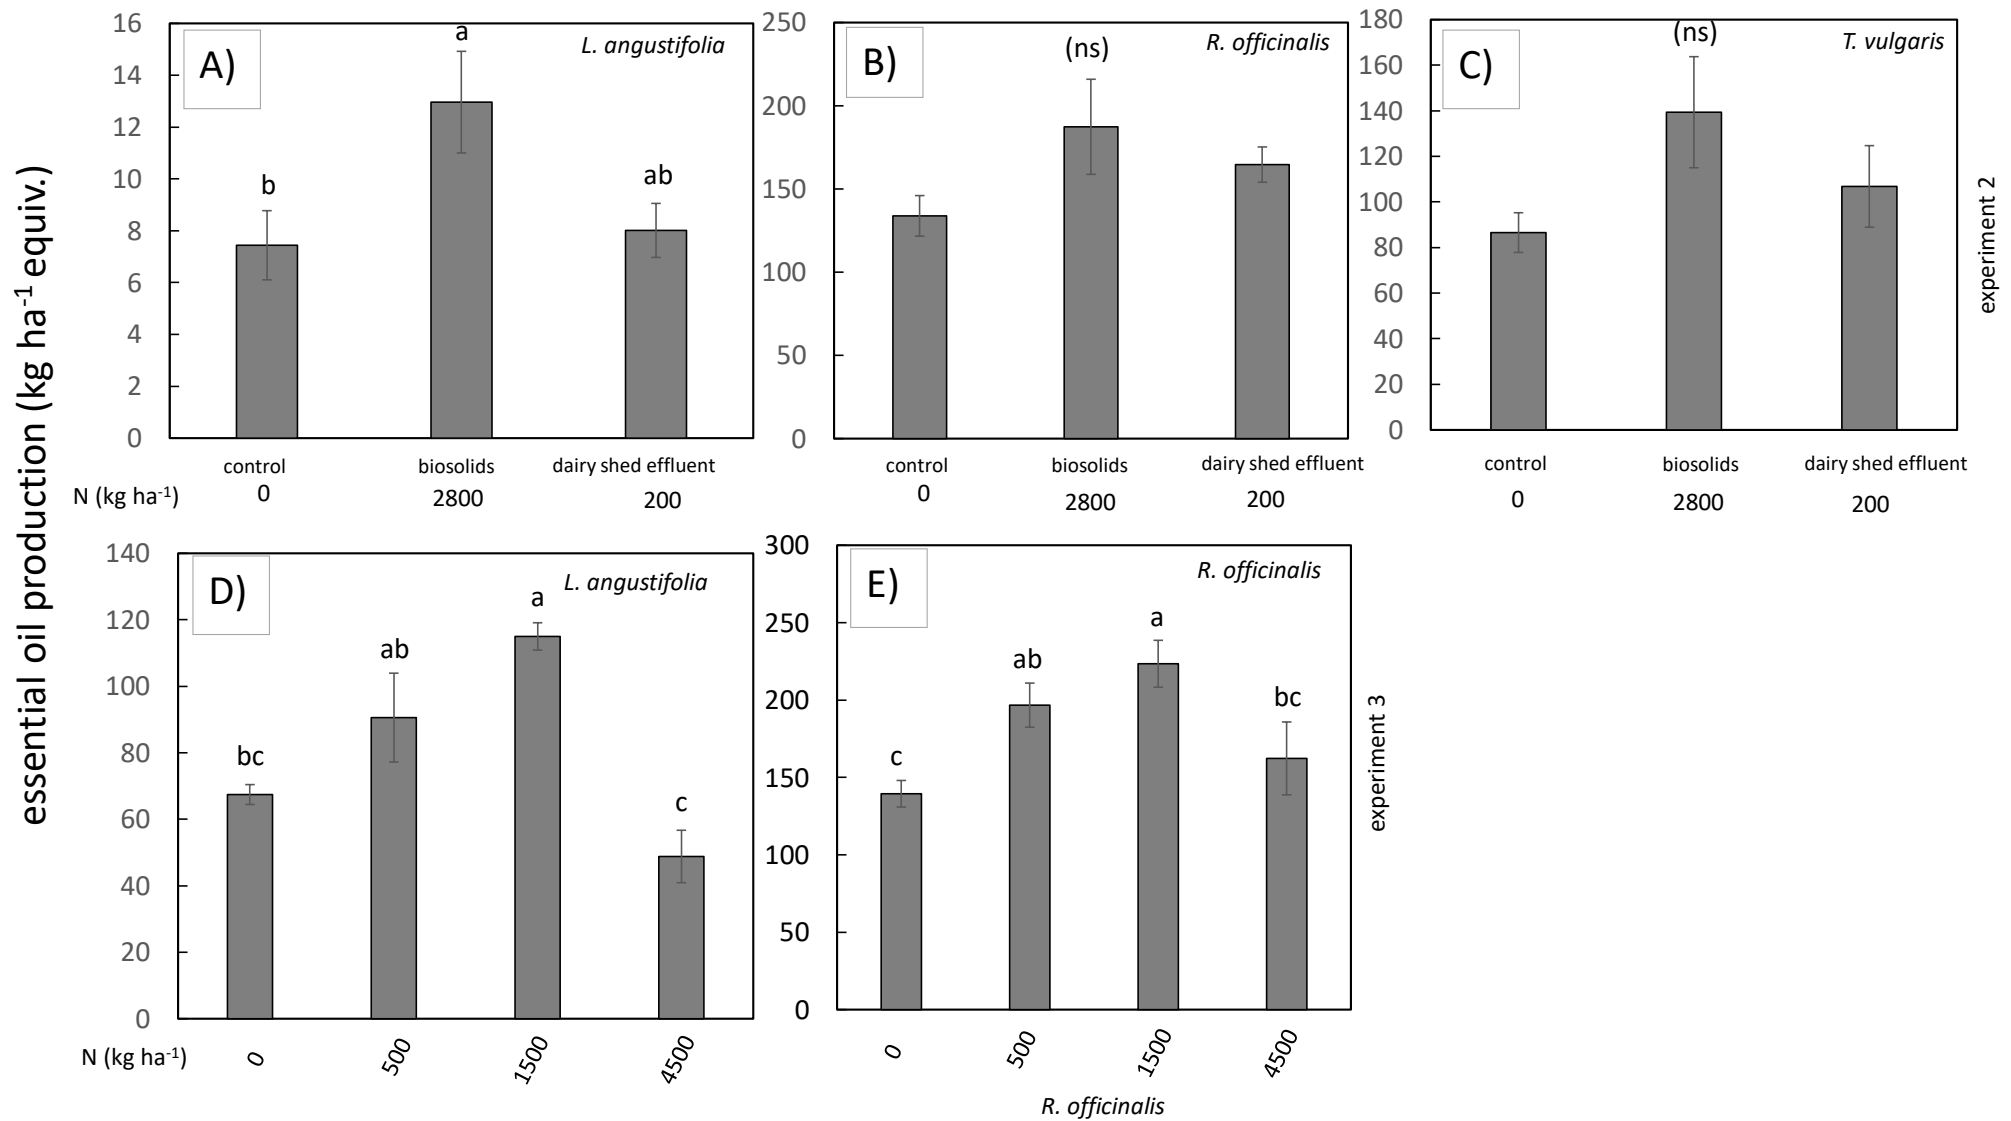 essential oil production (kg ha-1 equiv.)
A)
L. angustifolia
16
14
12
10
8
6
4
2
0
b
a
ab
control
biosolids
dairy shed effluent
N (kg ha-1)
0
2800
200
B)
R. officinalis
250
200
150
100
50
0
(ns)
control
biosolids
dairy shed effluent
0
2800
200
C)
T. vulgaris
180
160
140
120
100
80
60
40
20
0
(ns)
control
biosolids
dairy shed effluent
0
2800
200
experiment 2
D)
L. angustifolia
140
120
100
80
60
40
20
0
bc
ab
a
c
N (kg ha-1)
0
500
1500
4500
E)
R. officinalis
300
250
200
150
100
50
0
c
ab
a
bc
0
500
1500
4500
R. officinalis
experiment 3